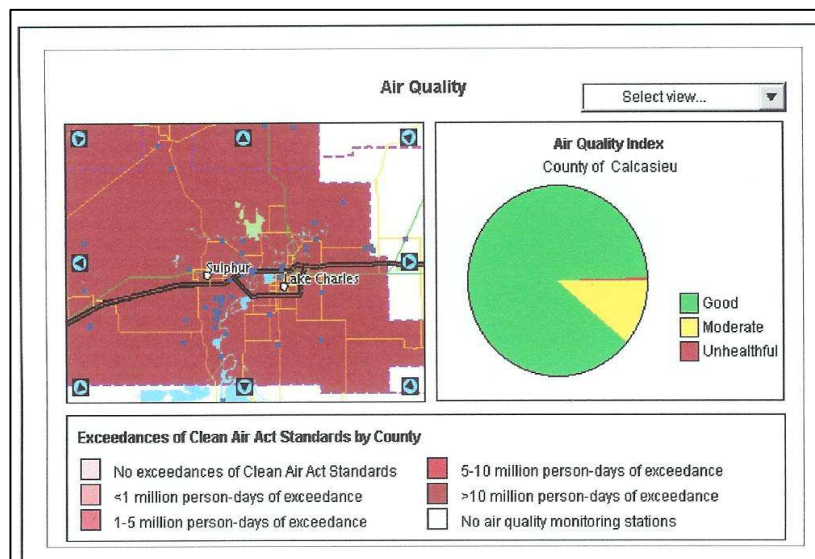 Air Quality
Select view...
Sulphur
Lake Charles
Air Quality Index
County of Calcasieu
Good
Moderate
Unhealthful
Exceedances of Clean Air Act Standards by County
No exceedances of Clean Air Act Standards
<1 million person-days of exceedance
1-5 million person-days of exceedance
5-10 million person-days of exceedance
>10 million person-days of exceedance
No air quality monitoring stations